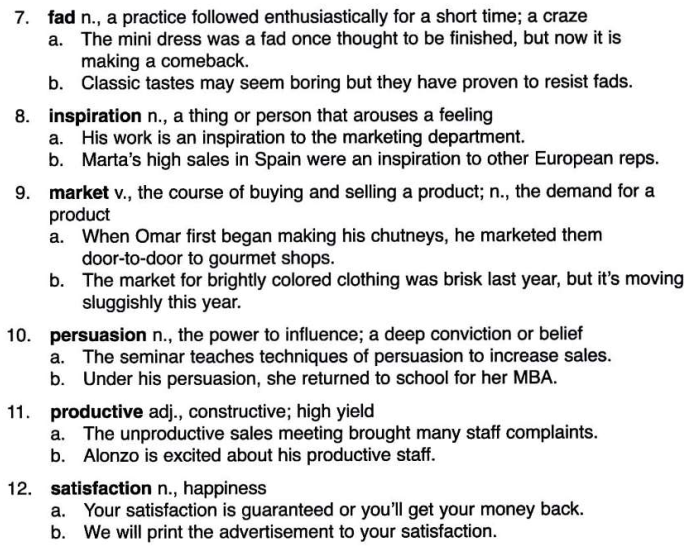 7. fad n., a practice followed enthusiastically for a short time; a craze
a. The mini dress was a fad once thought to be finished, but now it is
making a comeback.
b. Classic tastes may seem boring but they have proven to resist fads.
8. inspiration n., a thing or person that arouses a feeling
a. His work is an inspiration to the marketing department.
b. Marta's high sales in Spain were an inspiration to other European reps.
9. market v., the course of buying and selling a product; n., the demand for a
product
a. When Omar first began making his chutneys, he marketed them
door-to-door to gourmet shops.
b. The market for brightly colored clothing was brisk last year, but it's moving
sluggishly this year.
10. persuasion n., the power to influence; a deep conviction or belief
a. The seminar teaches techniques of persuasion to increase sales.
b. Under his persuasion, she returned to school for her MBA.
11. productive adj., constructive; high yield
a. The unproductive sales meeting brought many staff complaints.
b. Alonzo is excited about his productive staff.
12. satisfaction n., happiness
a. Your satisfaction is guaranteed or you'll get your money back.
b. We will print the advertisement to your satisfaction.